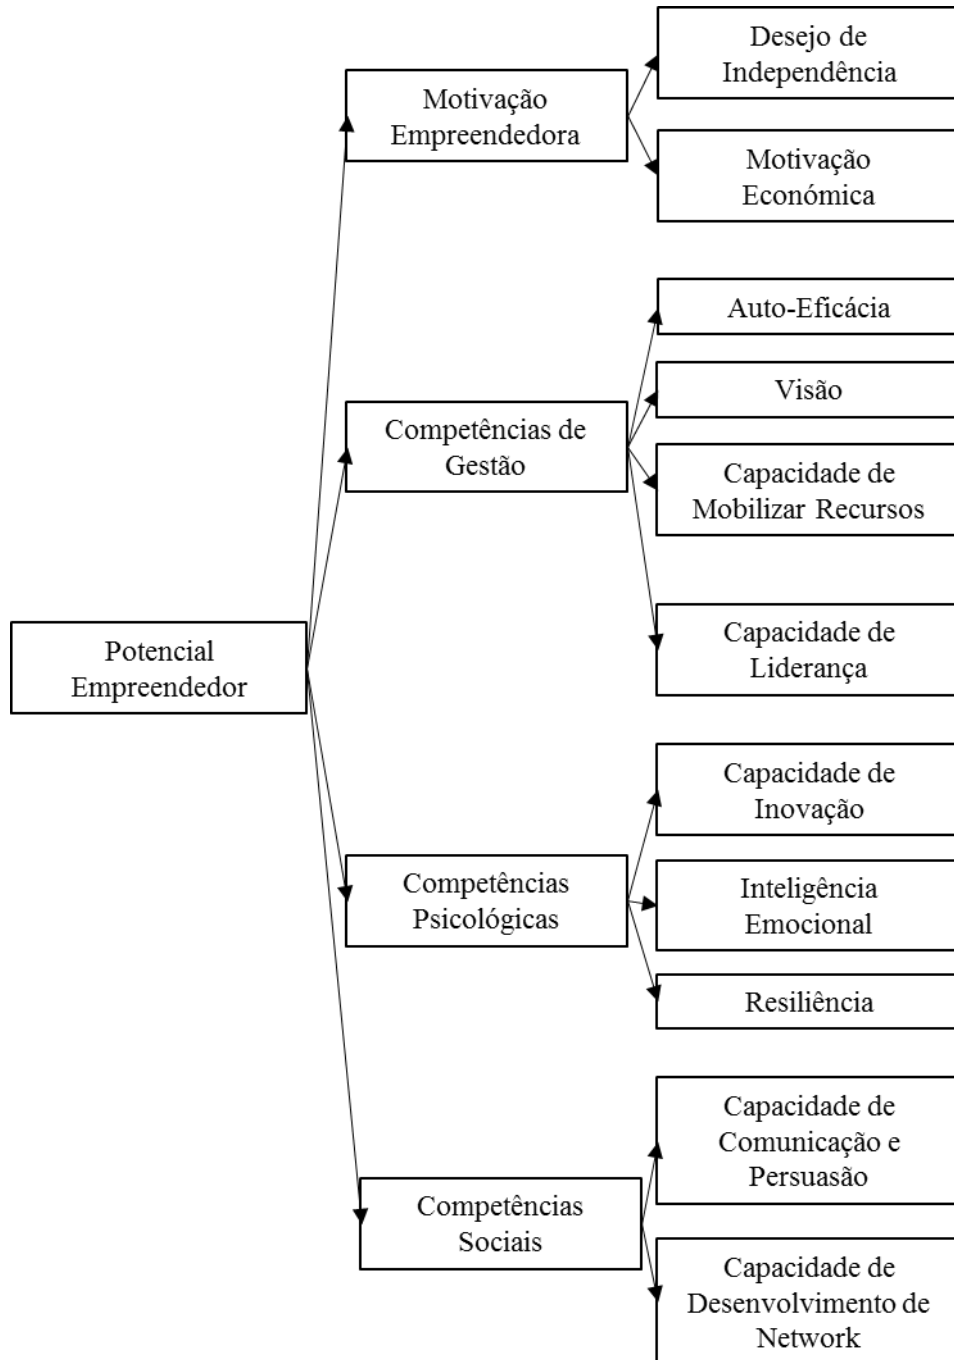 Desejo de
Independência
Motivação
Empreendedora
Motivação
Económica
Auto-Eficácia
Visão
Competências de
Gestão
Capacidade de
Mobilizar Recursos
Capacidade de
Liderança
Potencial
Empreendedor
Capacidade de
Inovação
Competências
Psicológicas
Inteligência
Emocional
Resiliência
Capacidade de
Comunicação e
Persuasão
Competências
Sociais
Capacidade de
Desenvolvimento de
Network